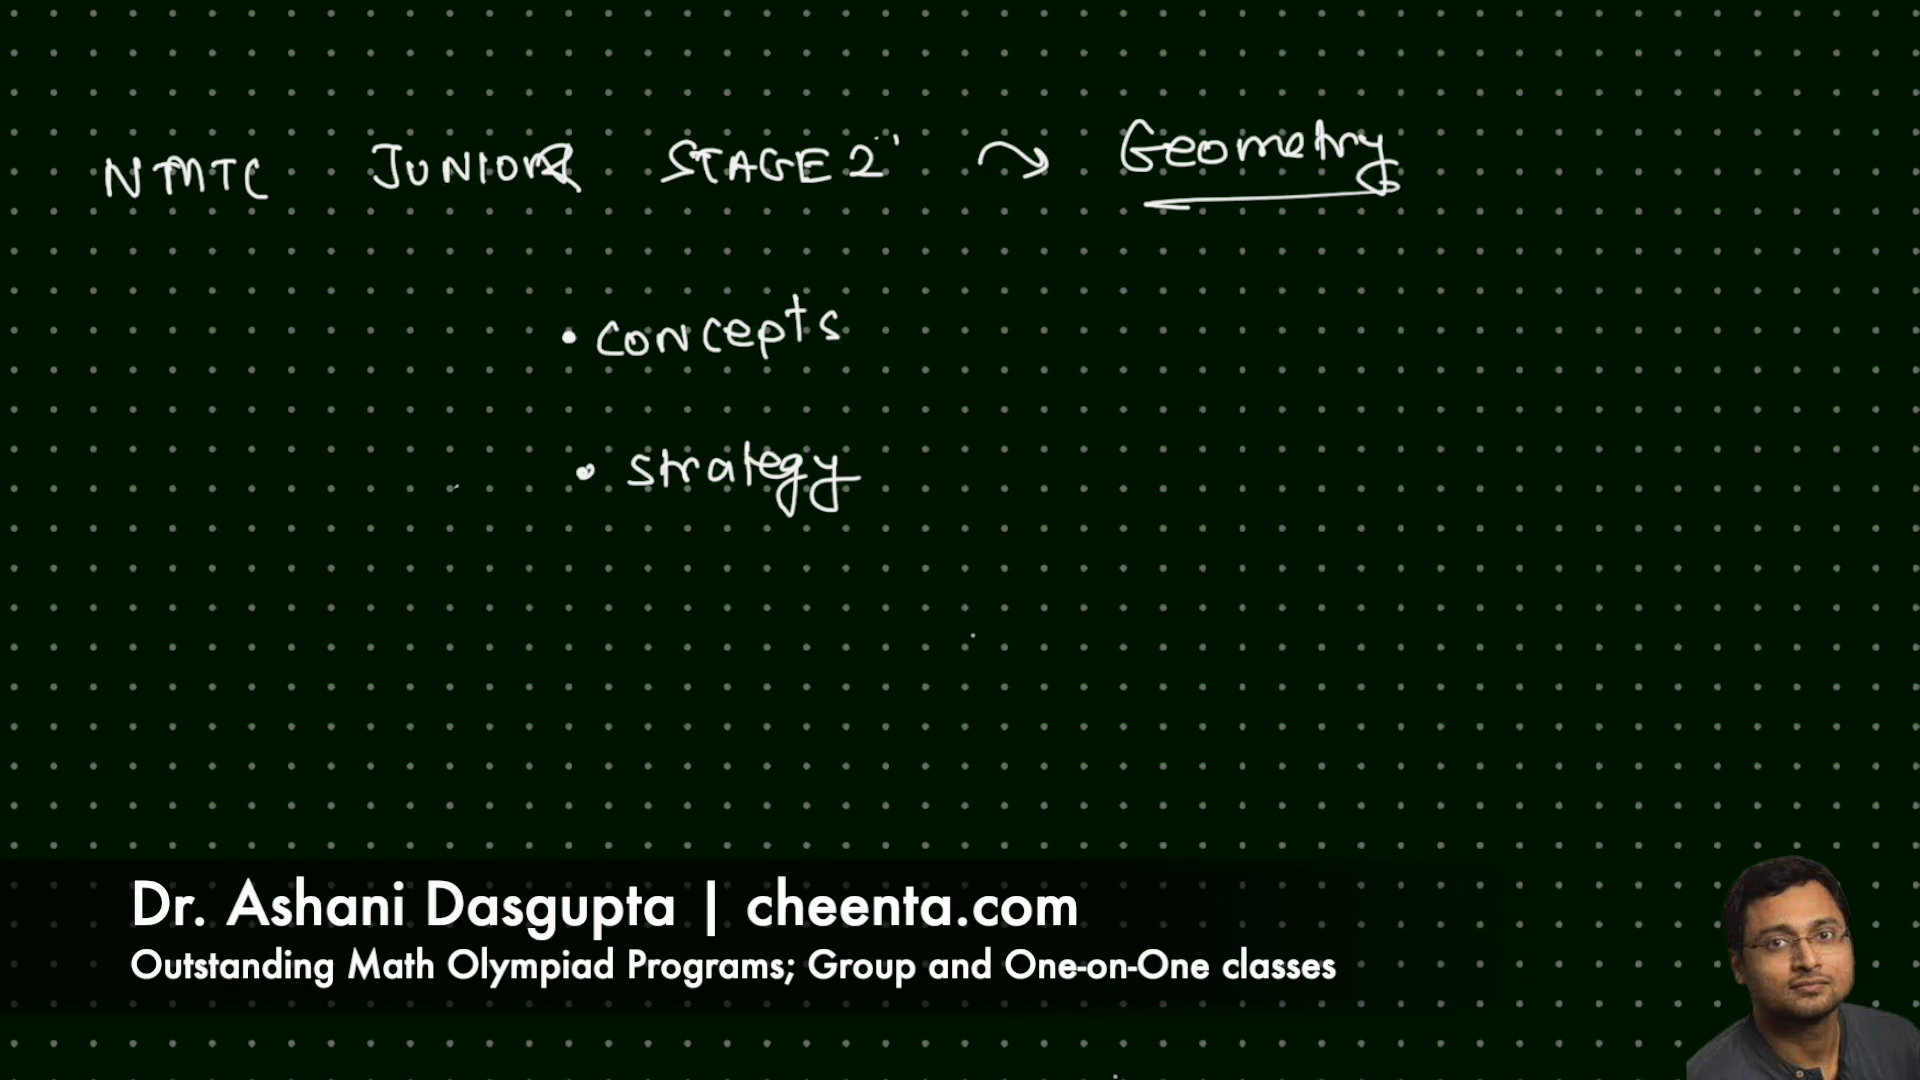 NMTC JUNIOR STAGE 2 Geometry
• concepts
• strategy
Dr. Ashani Dasgupta | cheenta.com
Outstanding Math Olympiad Programs; Group and One-on-One classes